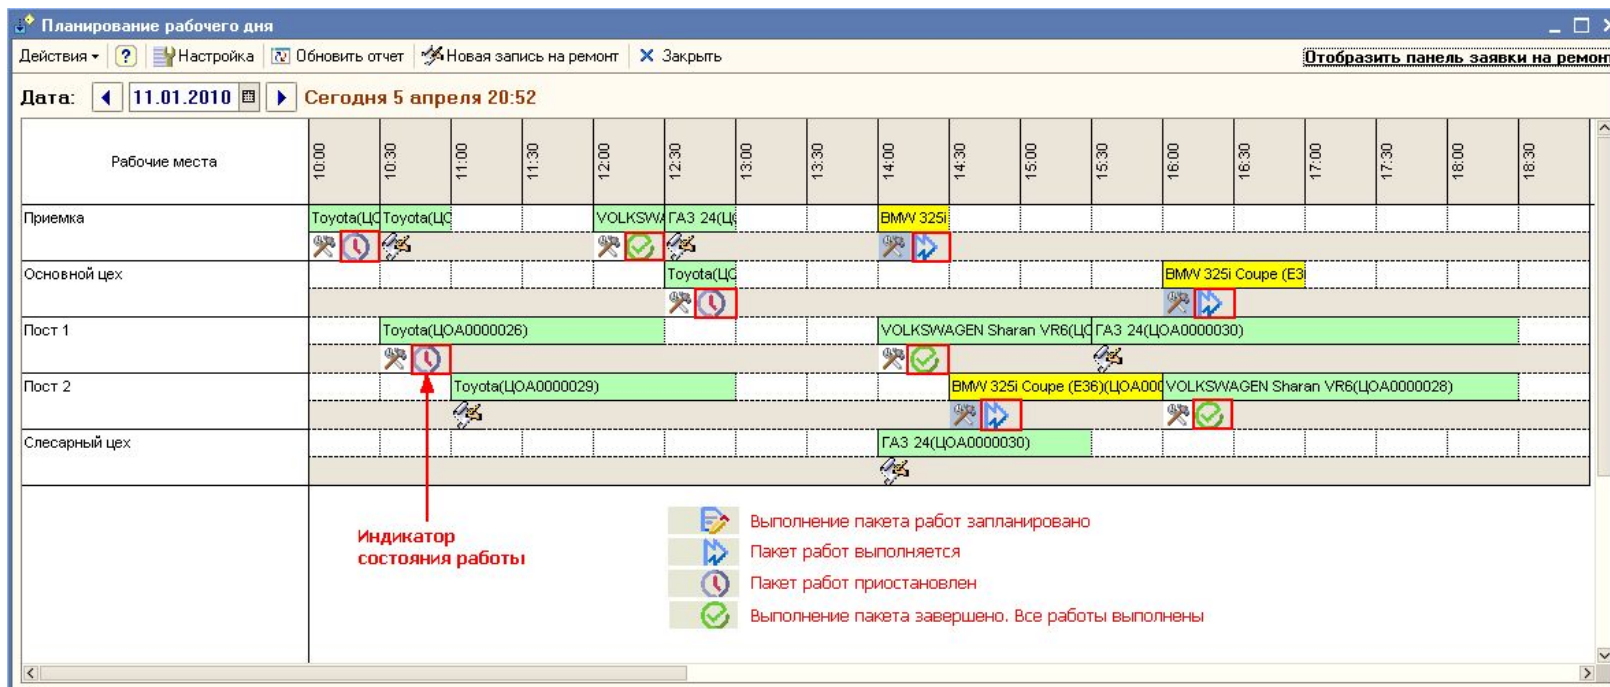 Планирование рабочего дня
Действия ? Настройка Обновить отчет Новая запись на ремонт Закрыть Отобразить панель заявки на ремонт
Дата: 11.01.2010 Сегодня 5 апреля 20:52
Рабочие места 10:00 10:30 11:00 11:30 12:00 12:30 13:00 13:30 14:00 14:30 15:00 15:30 16:00 16:30 17:00 17:30 18:00 18:30
Приемка Toyota(ЦО Toyota(ЦО VOLKSWA ГАЗ 24(ЦО BMW 325i
Основной цех Toyota(ЦО BMW 325i Coupe (E3
Пост 1 Toyota(ЦОА0000026) VOLKSWAGEN Sharan VR6(ЦО ГАЗ 24(ЦОА0000030)
Пост 2 Toyota(ЦОА0000029) BMW 325i Coupe (E36)(ЦОА000 VOLKSWAGEN Sharan VR6(ЦОА0000028)
Слесарный цех ГАЗ 24(ЦОА0000030)
Индикатор
состояния работы
Выполнение пакета работ запланировано
Пакет работ выполняется
Пакет работ приостановлен
Выполнение пакета завершено. Все работы выполнены